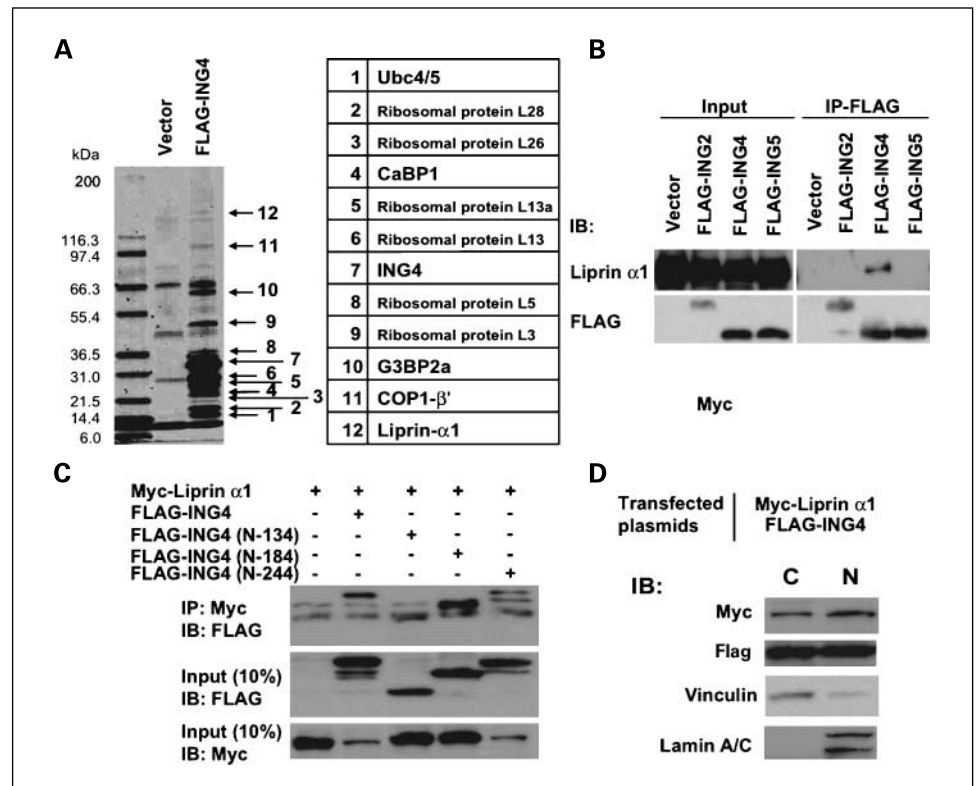 A
Vector
FLAG-ING4
kDa
200
116.3
97.4
66.3
55.4
36.5
31.0
21.5
14.4
6.0
12
11
10
9
8
7
6
5
4
3
2
1
1 Ubc4/5
2 Ribosomal protein L28
3 Ribosomal protein L26
4 CaBP1
5 Ribosomal protein L13a
6 Ribosomal protein L13
7 ING4
8 Ribosomal protein L5
9 Ribosomal protein L3
10 G3BP2a
11 COP1-β'
12 Liprin-α1
B
Input IP-FLAG
Vector
FLAG-ING2
FLAG-ING4
FLAG-ING5
Vector
FLAG-ING2
FLAG-ING4
FLAG-ING5
IB:
Liprin α1
FLAG
Myc
C
Myc-Liprin α1 + + + + +
FLAG-ING4 - + - - -
FLAG-ING4 (N-134) - - + - -
FLAG-ING4 (N-184) - - - + -
FLAG-ING4 (N-244) - - - - +
IP: Myc
IB: FLAG
Input (10%)
IB: FLAG
Input (10%)
IB: Myc
D
Transfected
plasmids
Myc-Liprin α1
FLAG-ING4
IB: C N
Myc
Flag
Vinculin
Lamin A/C